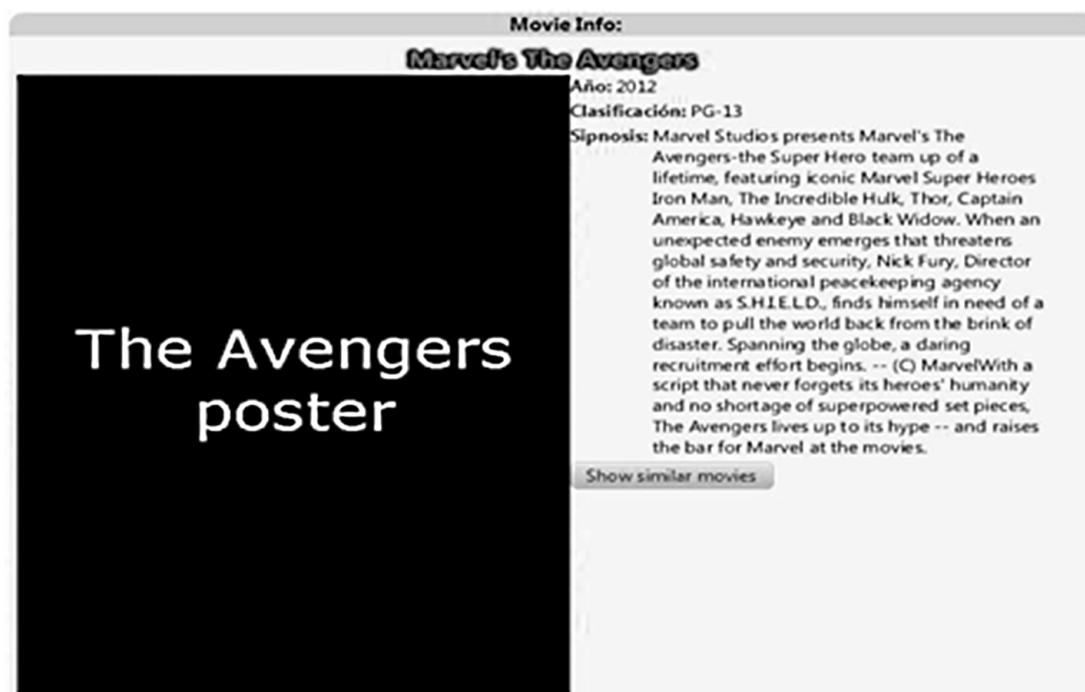 Movie Info:
Marvel's The Avengers
The Avengers
poster
Año: 2012
Clasificación: PG-13
Sipnosis: Marvel Studios presents Marvel's The
Avengers-the Super Hero team up of a
lifetime, featuring iconic Marvel Super Heroes
Iron Man, The Incredible Hulk, Thor, Captain
America, Hawkeye and Black Widow. When an
unexpected enemy emerges that threatens
global safety and security, Nick Fury, Director
of the international peacekeeping agency
known as S.H.I.E.L.D., finds himself in need of a
team to pull the world back from the brink of
disaster. Spanning the globe, a daring
recruitment effort begins. -- (C) MarvelWith a
script that never forgets its heroes' humanity
and no shortage of superpowered set pieces,
The Avengers lives up to its hype -- and raises
the bar for Marvel at the movies.
Show similar movies